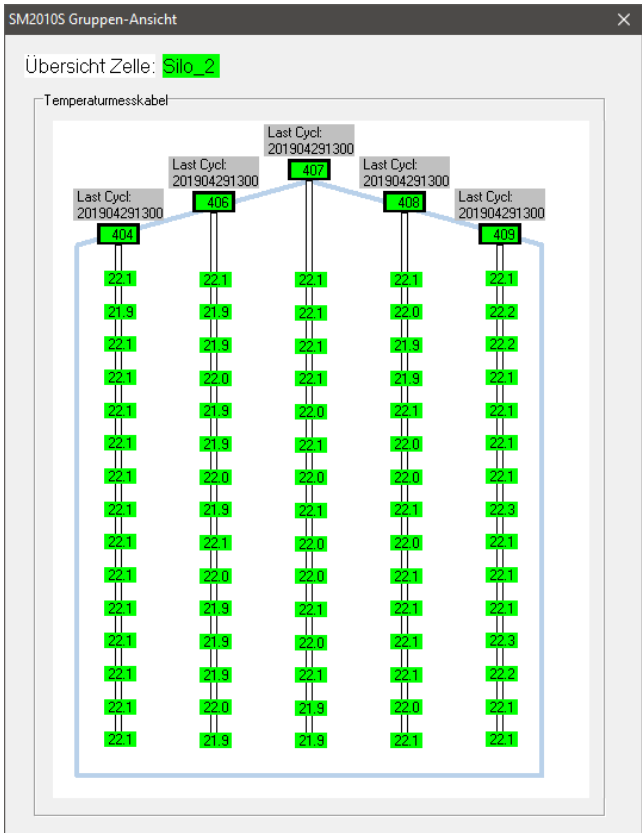 SM2010S Gruppen-Ansicht
Übersicht Zelle: Silo_2
Temperaturmesskabel
Last Cycl:
201904291300
407
Last Cycl:
201904291300
406
Last Cycl:
201904291300
408
Last Cycl:
201904291300
404
Last Cycl:
201904291300
409
22.1 22.1 22.1 22.1 22.1
21.9 21.9 22.1 22.0 22.2
22.1 21.9 22.1 21.9 22.2
22.1 22.0 22.1 21.9 22.1
22.1 21.9 22.0 22.1 22.1
22.1 21.9 22.1 22.0 22.1
22.1 22.0 22.0 22.0 22.1
22.1 21.9 22.1 22.1 22.3
22.1 22.1 22.0 22.0 22.1
22.1 22.0 22.0 22.1 22.1
22.1 21.9 22.1 22.1 22.1
22.1 21.9 22.0 22.1 22.3
22.1 21.9 22.1 22.1 22.2
22.1 22.0 21.9 22.0 22.1
22.1 21.9 21.9 22.1 22.1